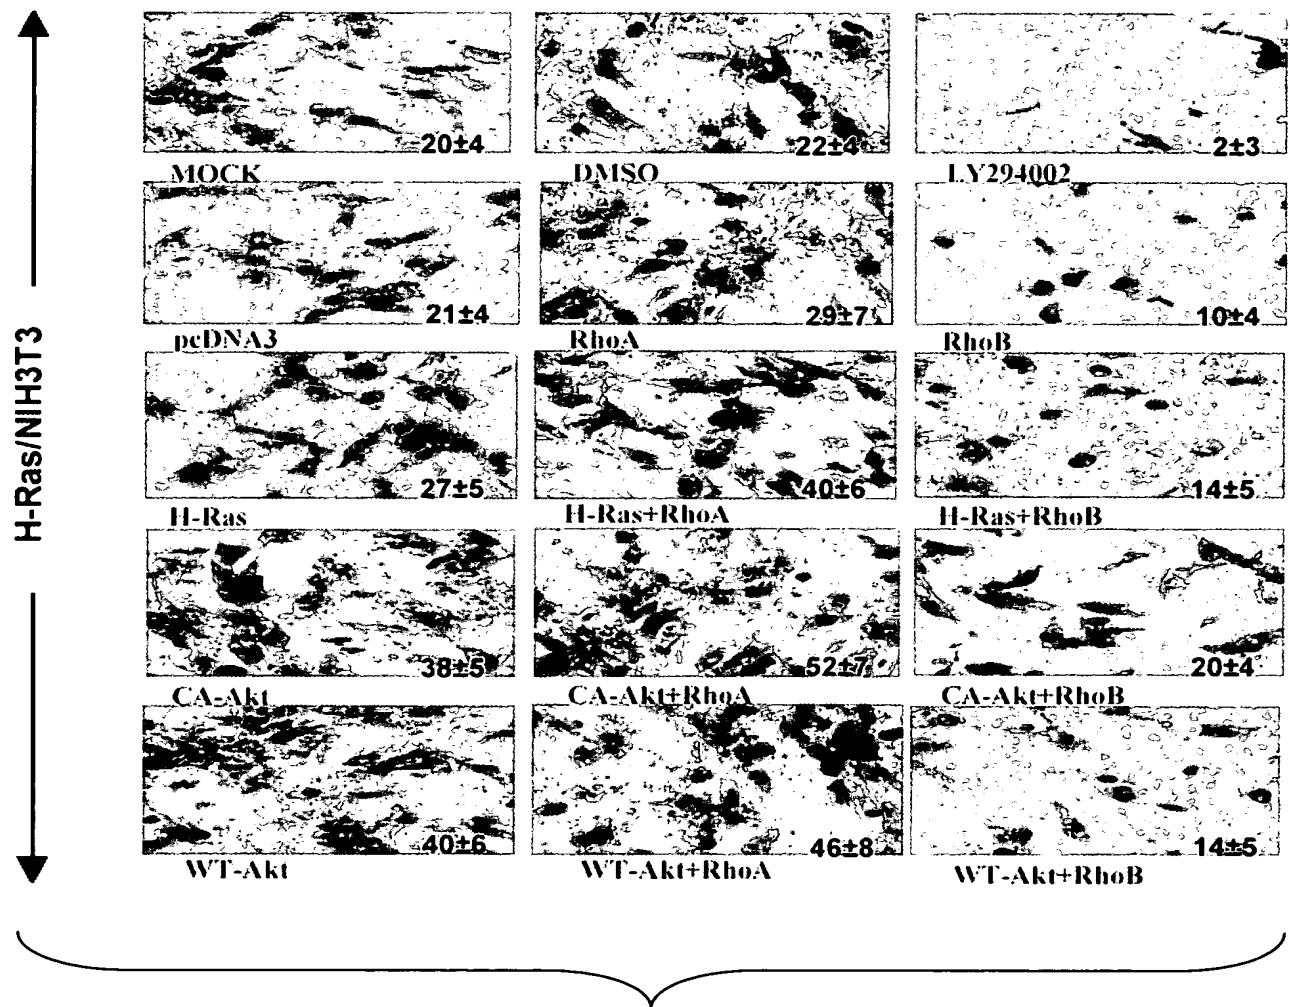 H-Ras/NIH3T3
20±4
22±4
2±3
MOCK
DMSO
LY294002
21±4
29±7
10±4
pcDNA3
RhoA
RhoB
27±5
40±6
14±5
H-Ras
H-Ras+RhoA
H-Ras+RhoB
38±5
52±7
20±4
CA-Akt
CA-Akt+RhoA
CA-Akt+RhoB
40±6
46±8
14±5
WT-Akt
WT-Akt+RhoA
WT-Akt+RhoB